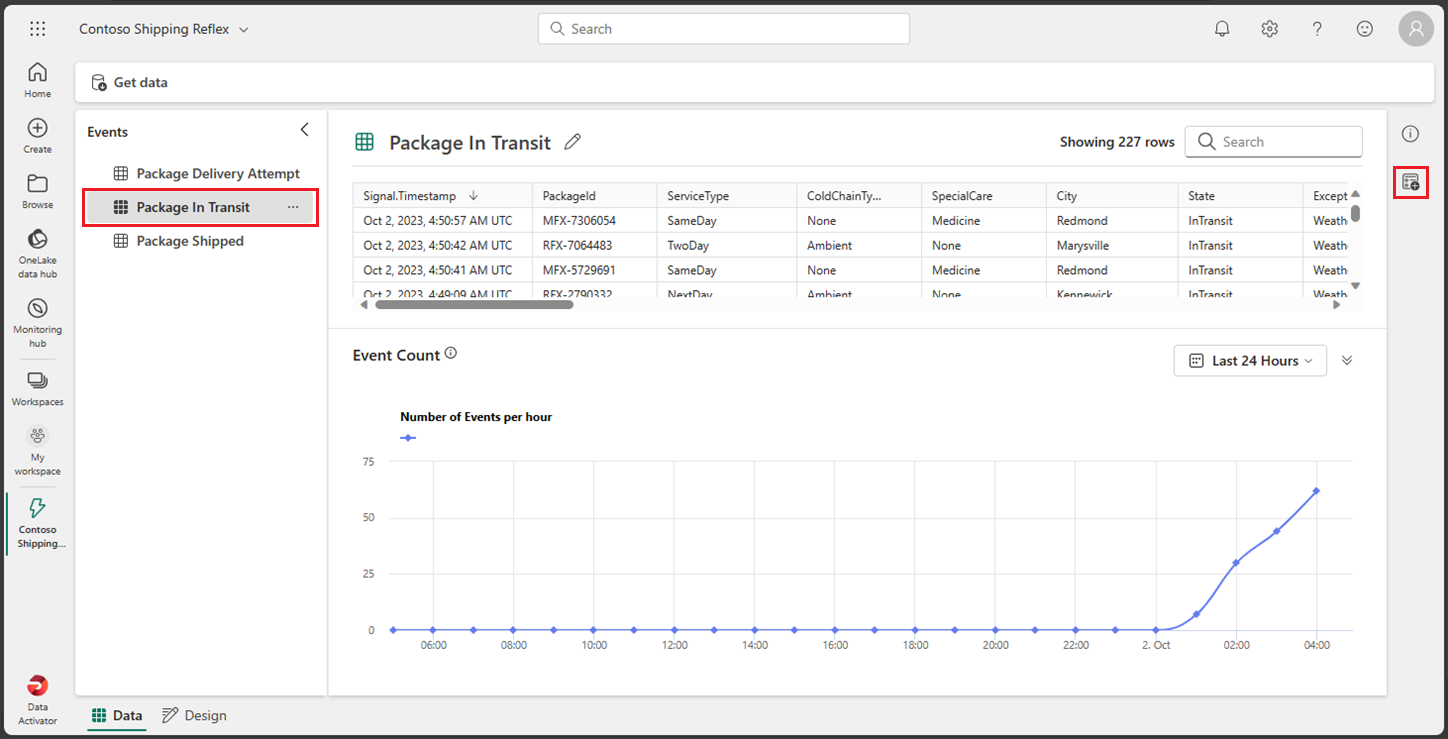 Contoso Shipping Reflex
Search
Home
Create
Browse
OneLake
data hub
Monitoring
hub
Workspaces
My
workspace
Contoso
Shipping...
Data
Activator
Get data
Events
Package Delivery Attempt
Package In Transit ...
Package Shipped
Package In Transit
Showing 227 rows
Search
Signal.Timestamp PackageId ServiceType ColdChainTy... SpecialCare City State Except
Oct 2, 2023, 4:50:57 AM UTC MFX-7306054 SameDay None Medicine Redmond InTransit Weath
Oct 2, 2023, 4:50:42 AM UTC RFX-7064483 TwoDay Ambient None Marysville InTransit Weath
Oct 2, 2023, 4:50:41 AM UTC MFX-5729691 SameDay None Medicine Redmond InTransit Weath
Oct 2, 2023, 4:49:09 AM UTC RFX-2790332 NextDay Ambient None Kennewick InTransit Weath
Event Count
Last 24 Hours
Number of Events per hour
75
50
25
0
06:00 08:00 10:00 12:00 14:00 16:00 18:00 20:00 22:00 2. Oct 02:00 04:00
Data Design